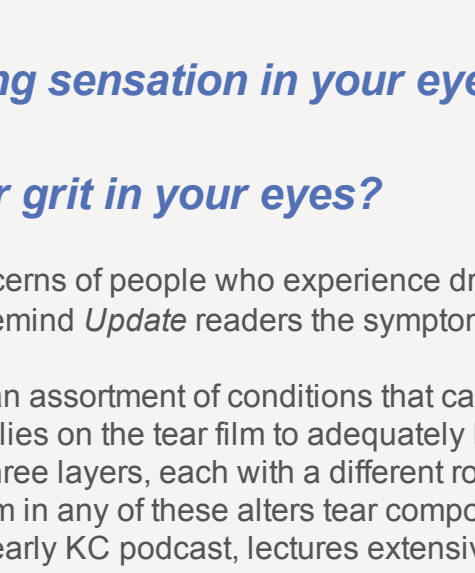 ng sensation in your eye
r grit in your eyes?
cerns of people who experience dr
emind Update readers the sympton
an assortment of conditions that ca
lies on the tear film to adequately
hree layers, each with a different ro
m in any of these alters tear compo
early KC podcast, lectures extensiv